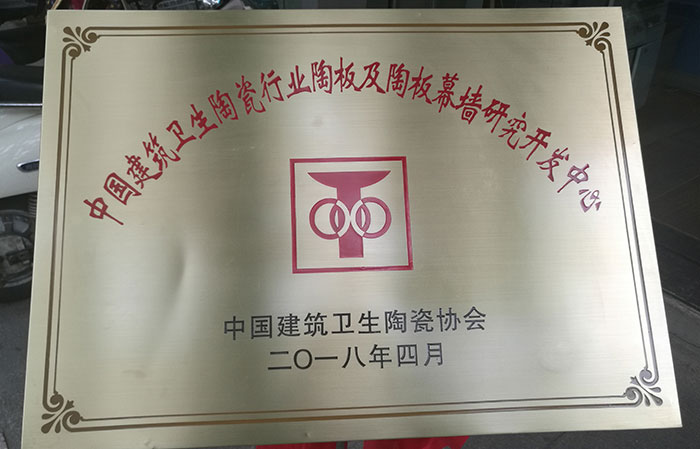 中国建筑卫生陶瓷行业陶板及陶板幕墙研究开发中心
中国建筑卫生陶瓷协会
二〇一八年四月